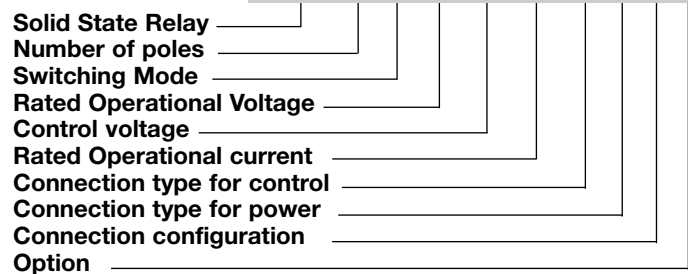 Solid State Relay
Number of poles
Switching Mode
Rated Operational Voltage
Control voltage
Rated Operational current
Connection type for control
Connection type for power
Connection configuration
Option